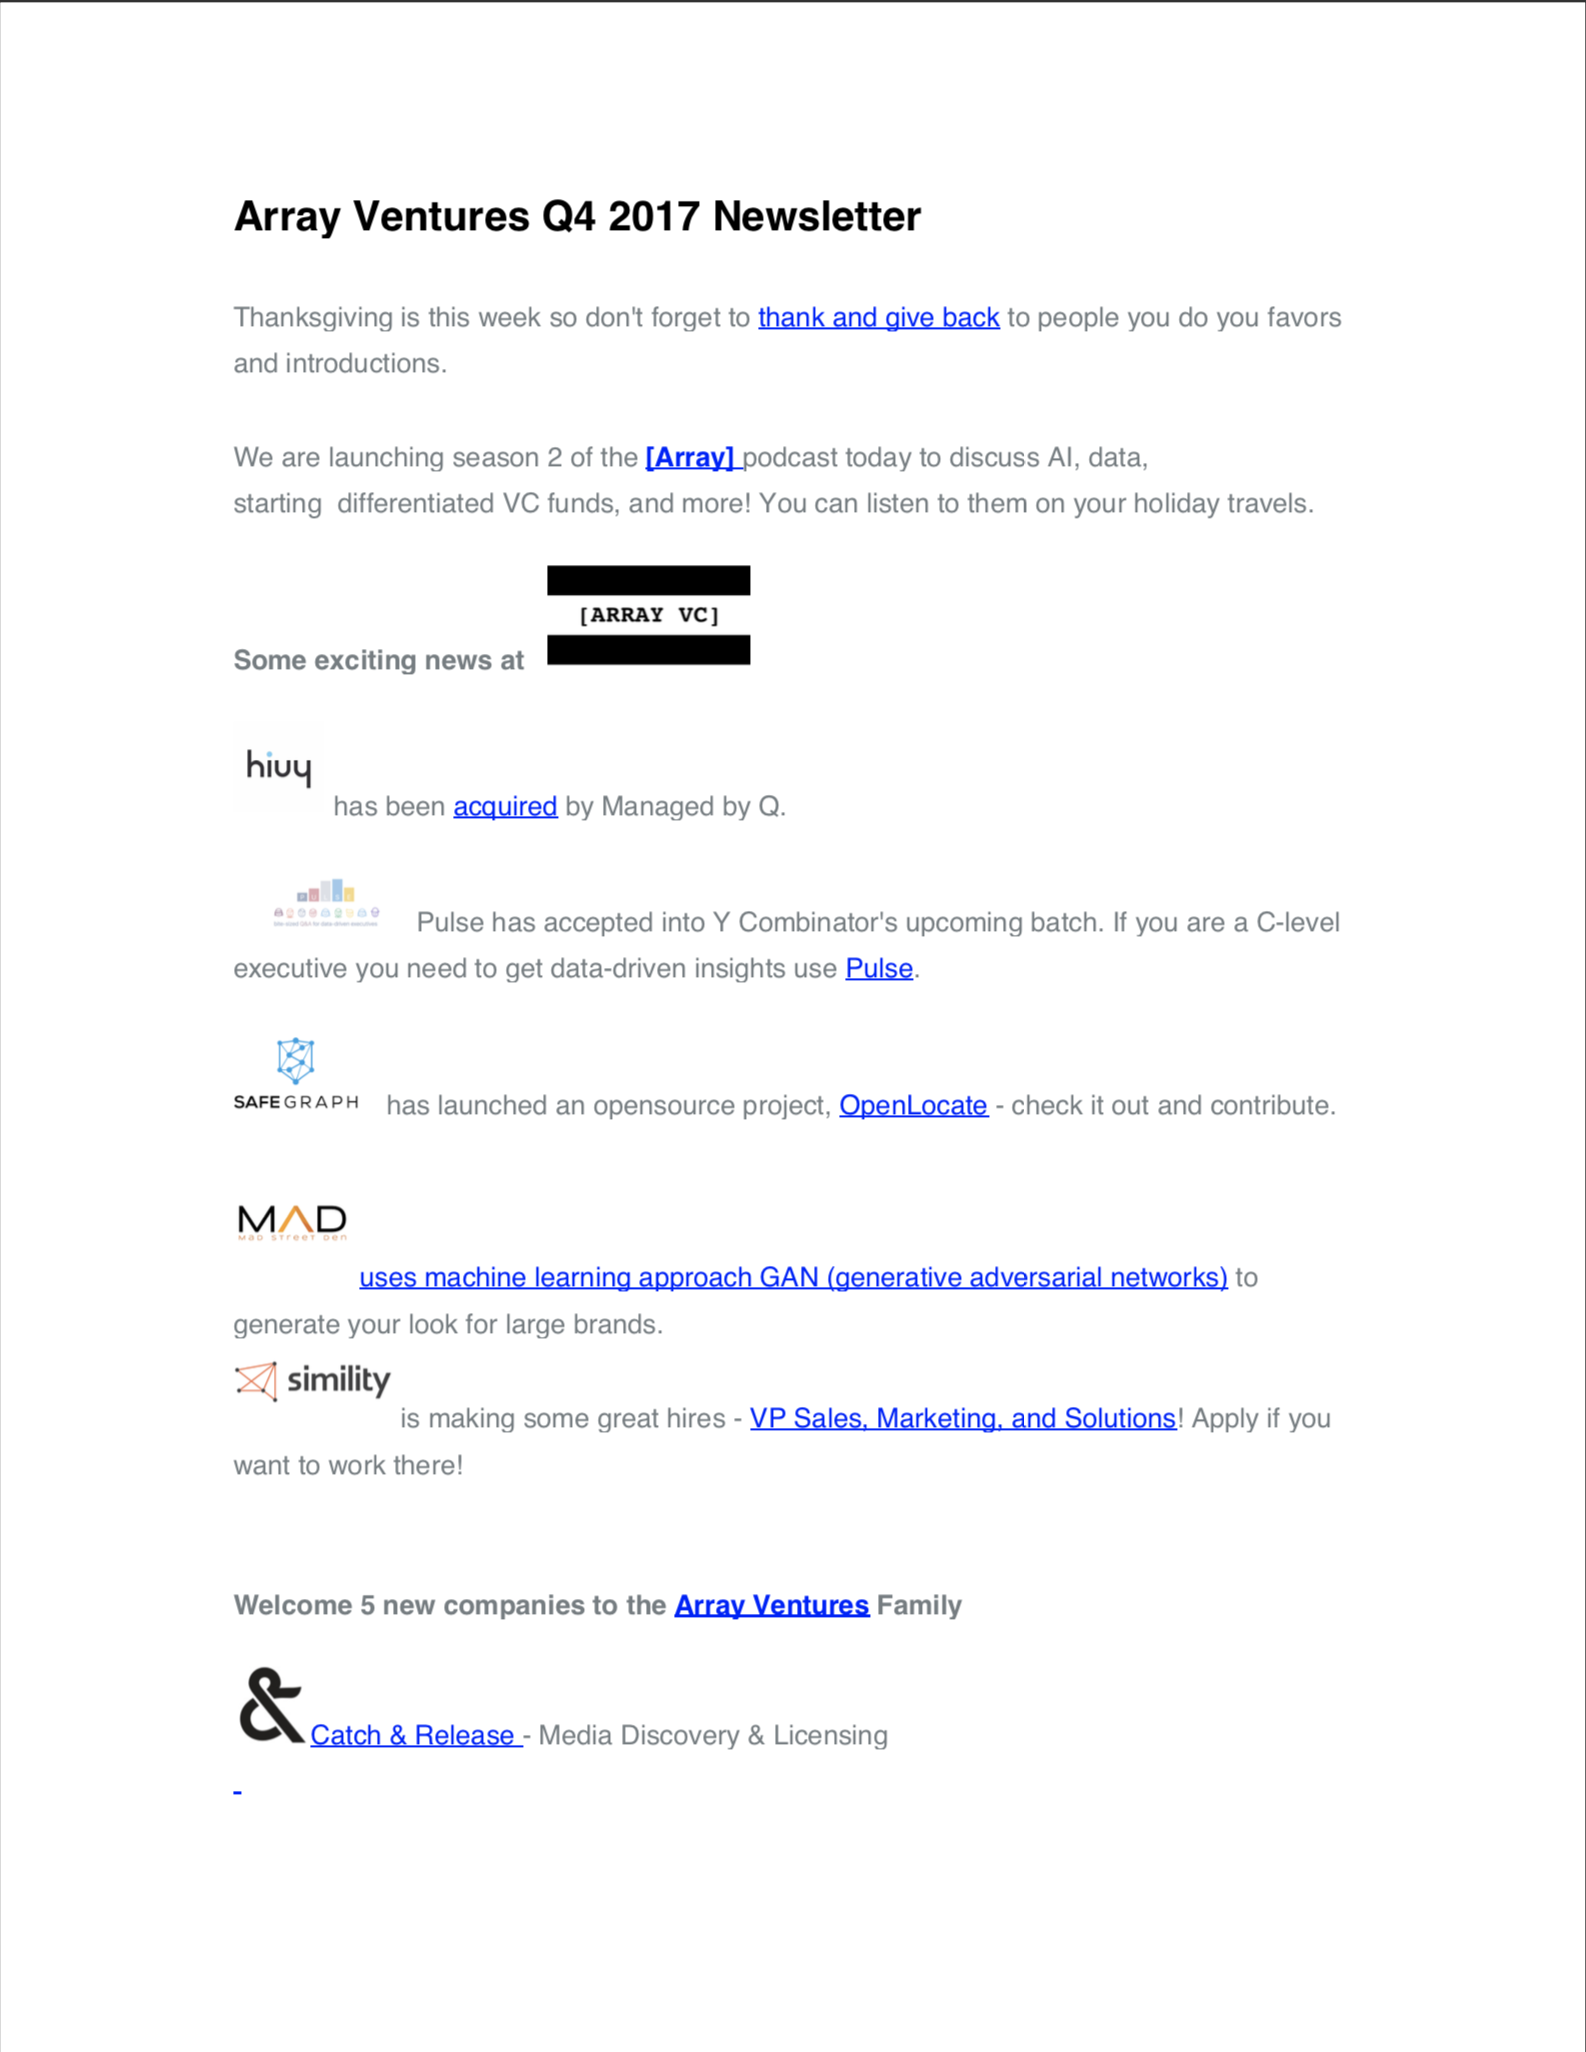 Array Ventures Q4 2017 Newsletter
Thanksgiving is this week so don't forget to thank and give back to people you do you favors
and introductions.
We are launching season 2 of the [Array] podcast today to discuss AI, data,
starting  differentiated VC funds, and more! You can listen to them on your holiday travels.
[ARRAY VC]
Some exciting news at
hivy
has been acquired by Managed by Q.
PULSE
Pulse has accepted into Y Combinator's upcoming batch. If you are a C-level
executive you need to get data-driven insights use Pulse.
SAFEGRAPH has launched an opensource project, OpenLocate - check it out and contribute.
MAD
MAD STREET DEN
uses machine learning approach GAN (generative adversarial networks) to
generate your look for large brands.
simility
is making some great hires - VP Sales, Marketing, and Solutions! Apply if you
want to work there!
Welcome 5 new companies to the Array Ventures Family
& Catch & Release - Media Discovery & Licensing